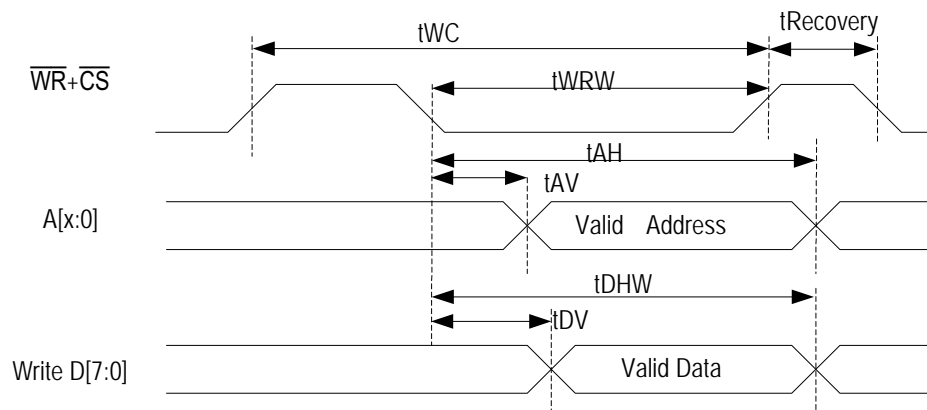 tWC
tRecovery
WR+CS
tWRW
tAH
tAV
A[x:0]
Valid Address
tDHW
tDV
Write D[7:0]
Valid Data